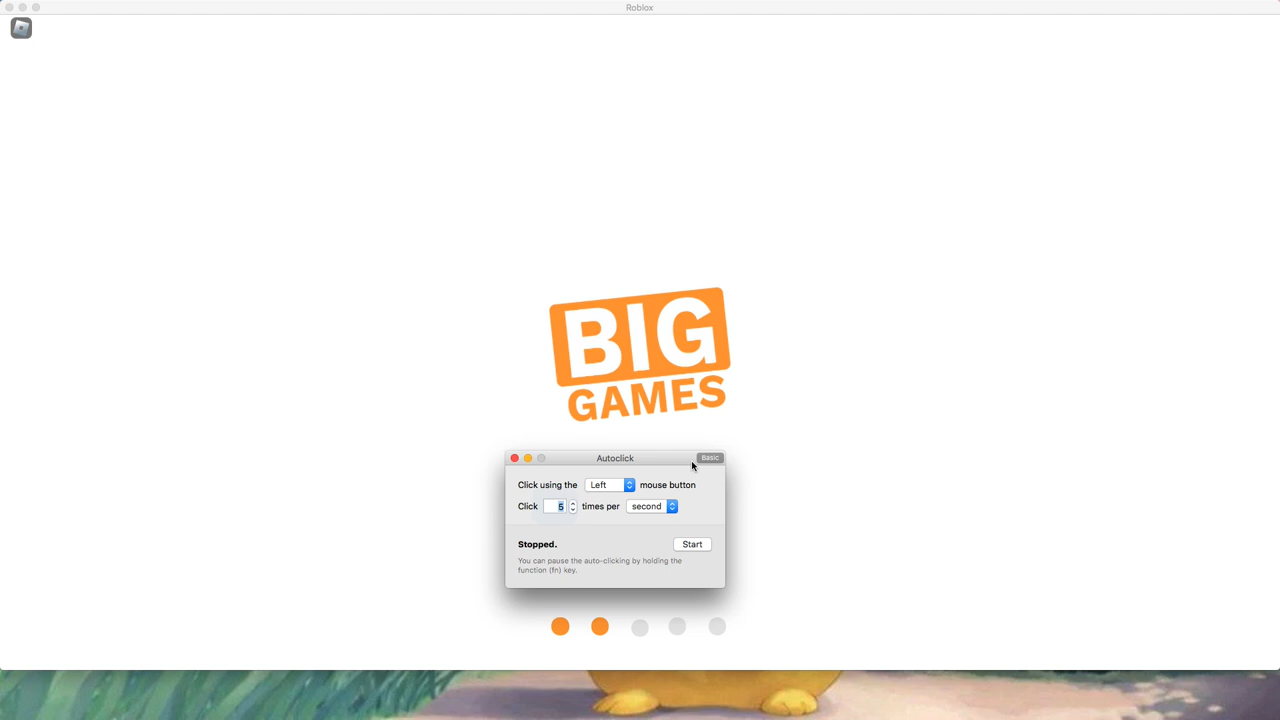 Roblox
BIG
GAMES
Autoclick
Basic
Click using the Left mouse button
Click 5 times per second
Stopped.
Start
You can pause the auto-clicking by holding the
function (fn) key.